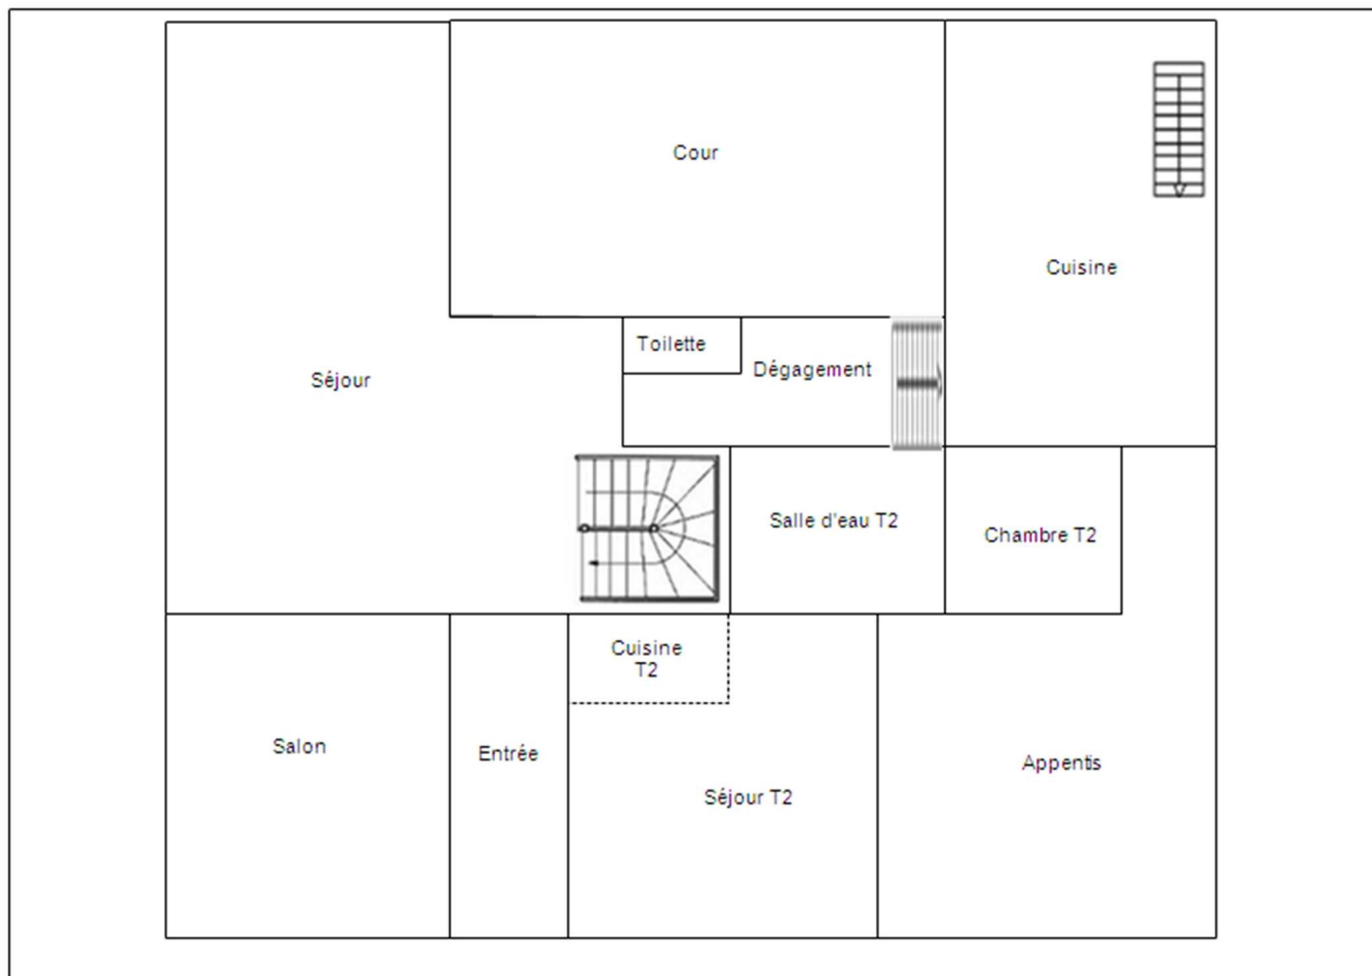 Cour
Cuisine
Toilette
Dégagement
Séjour
Salle d'eau T2
Chambre T2
Cuisine
T2
Salon
Entrée
Séjour T2
Appentis